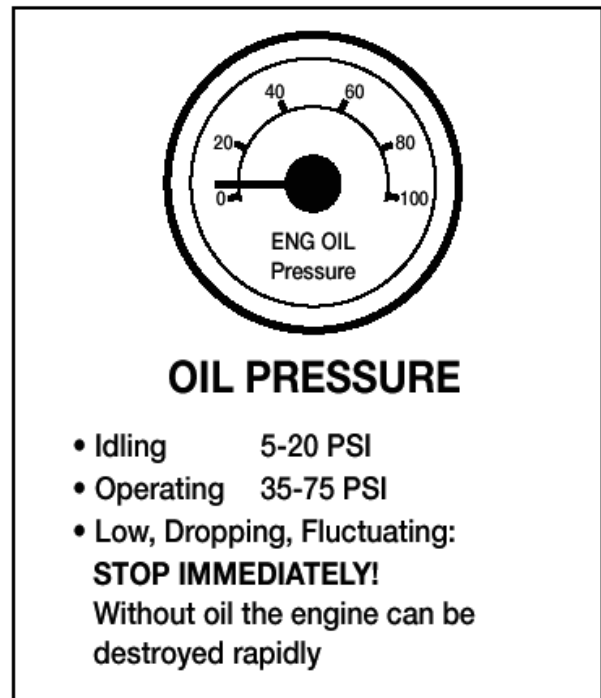 40 60
20 80
0 100
ENG OIL
Pressure
OIL PRESSURE
• Idling 5-20 PSI
• Operating 35-75 PSI
• Low, Dropping, Fluctuating:
STOP IMMEDIATELY!
Without oil the engine can be
destroyed rapidly